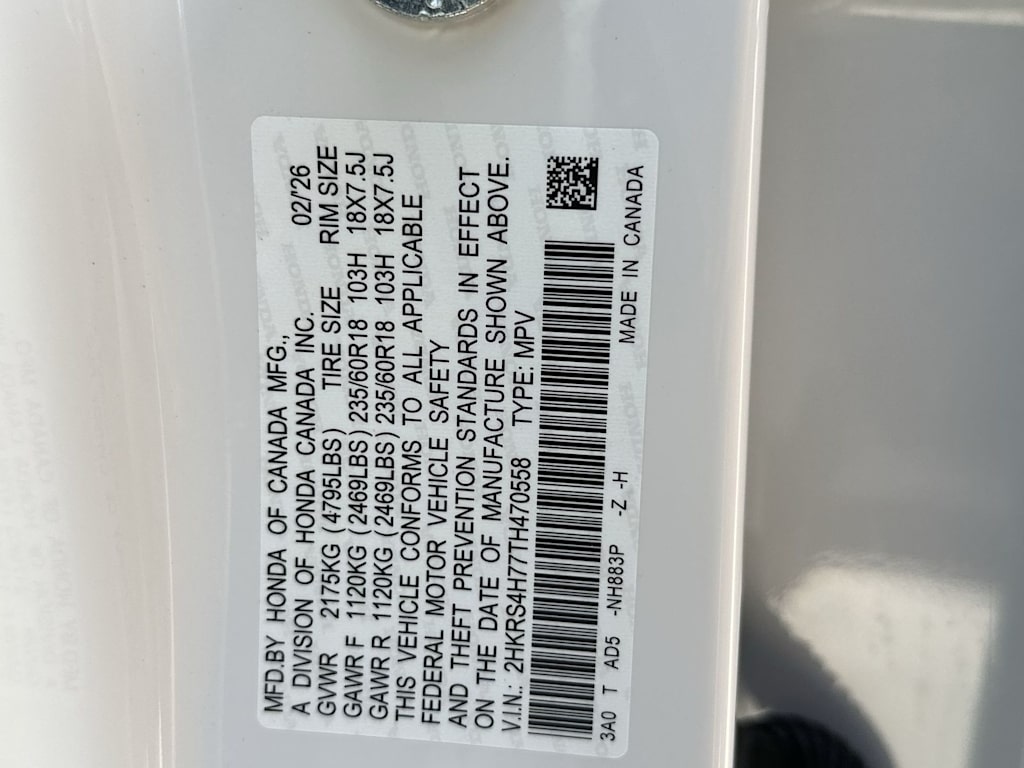 MFD.BY HONDA OF CANADA MFG.,
A DIVISION OF HONDA CANADA INC. 02/'26
GVWR 2175KG (4795LBS) TIRE SIZE RIM SIZE
GAWR F 1120KG (2469LBS) 235/60R18 103H 18X7.5J
GAWR R 1120KG (2469LBS) 235/60R18 103H 18X7.5J
THIS VEHICLE CONFORMS TO ALL APPLICABLE
FEDERAL MOTOR VEHICLE SAFETY
AND THEFT PREVENTION STANDARDS IN EFFECT
ON THE DATE OF MANUFACTURE SHOWN ABOVE.
V.I.N.: 2HKRS4H77TH470558 TYPE: MPV
3A0 T AD5 -NH883P -Z -H MADE IN CANADA